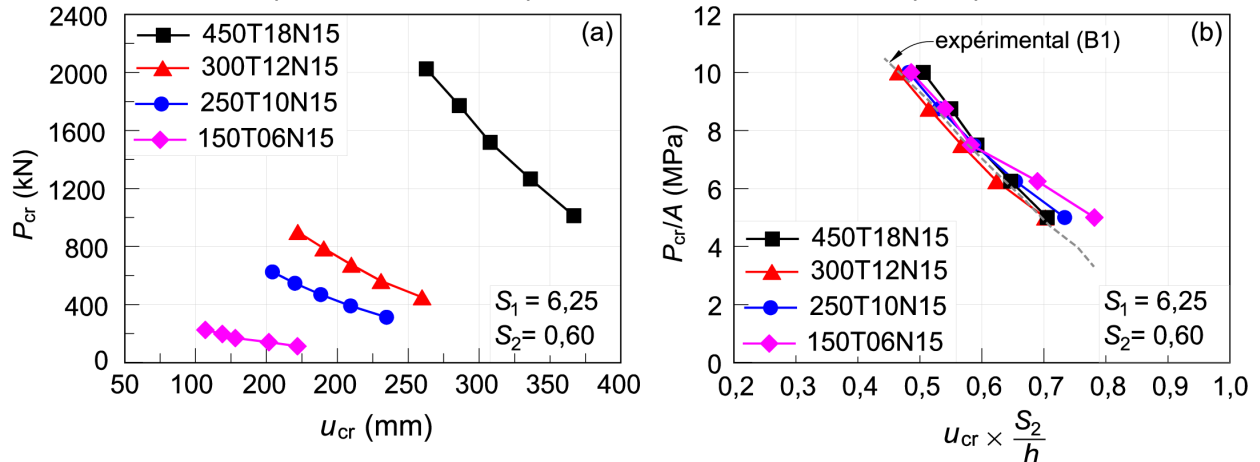 2400
2000
1600
1200
800
400
0
P_cr (kN)
450T18N15
300T12N15
250T10N15
150T06N15
(a)
S_1 = 6,25
S_2= 0,60
50 100 200 200 250 300 350 400
u_cr (mm)
12
10
8
6
4
2
0
P_cr/A (MPa)
expérimental (B1)
(b)
450T18N15
300T12N15
250T10N15
150T06N15
S_1 = 6,25
S_2= 0,60
0,2 0,3 0,4 0,5 0,6 0,7 0,8 0,9 1,0
u_cr × S_2/h